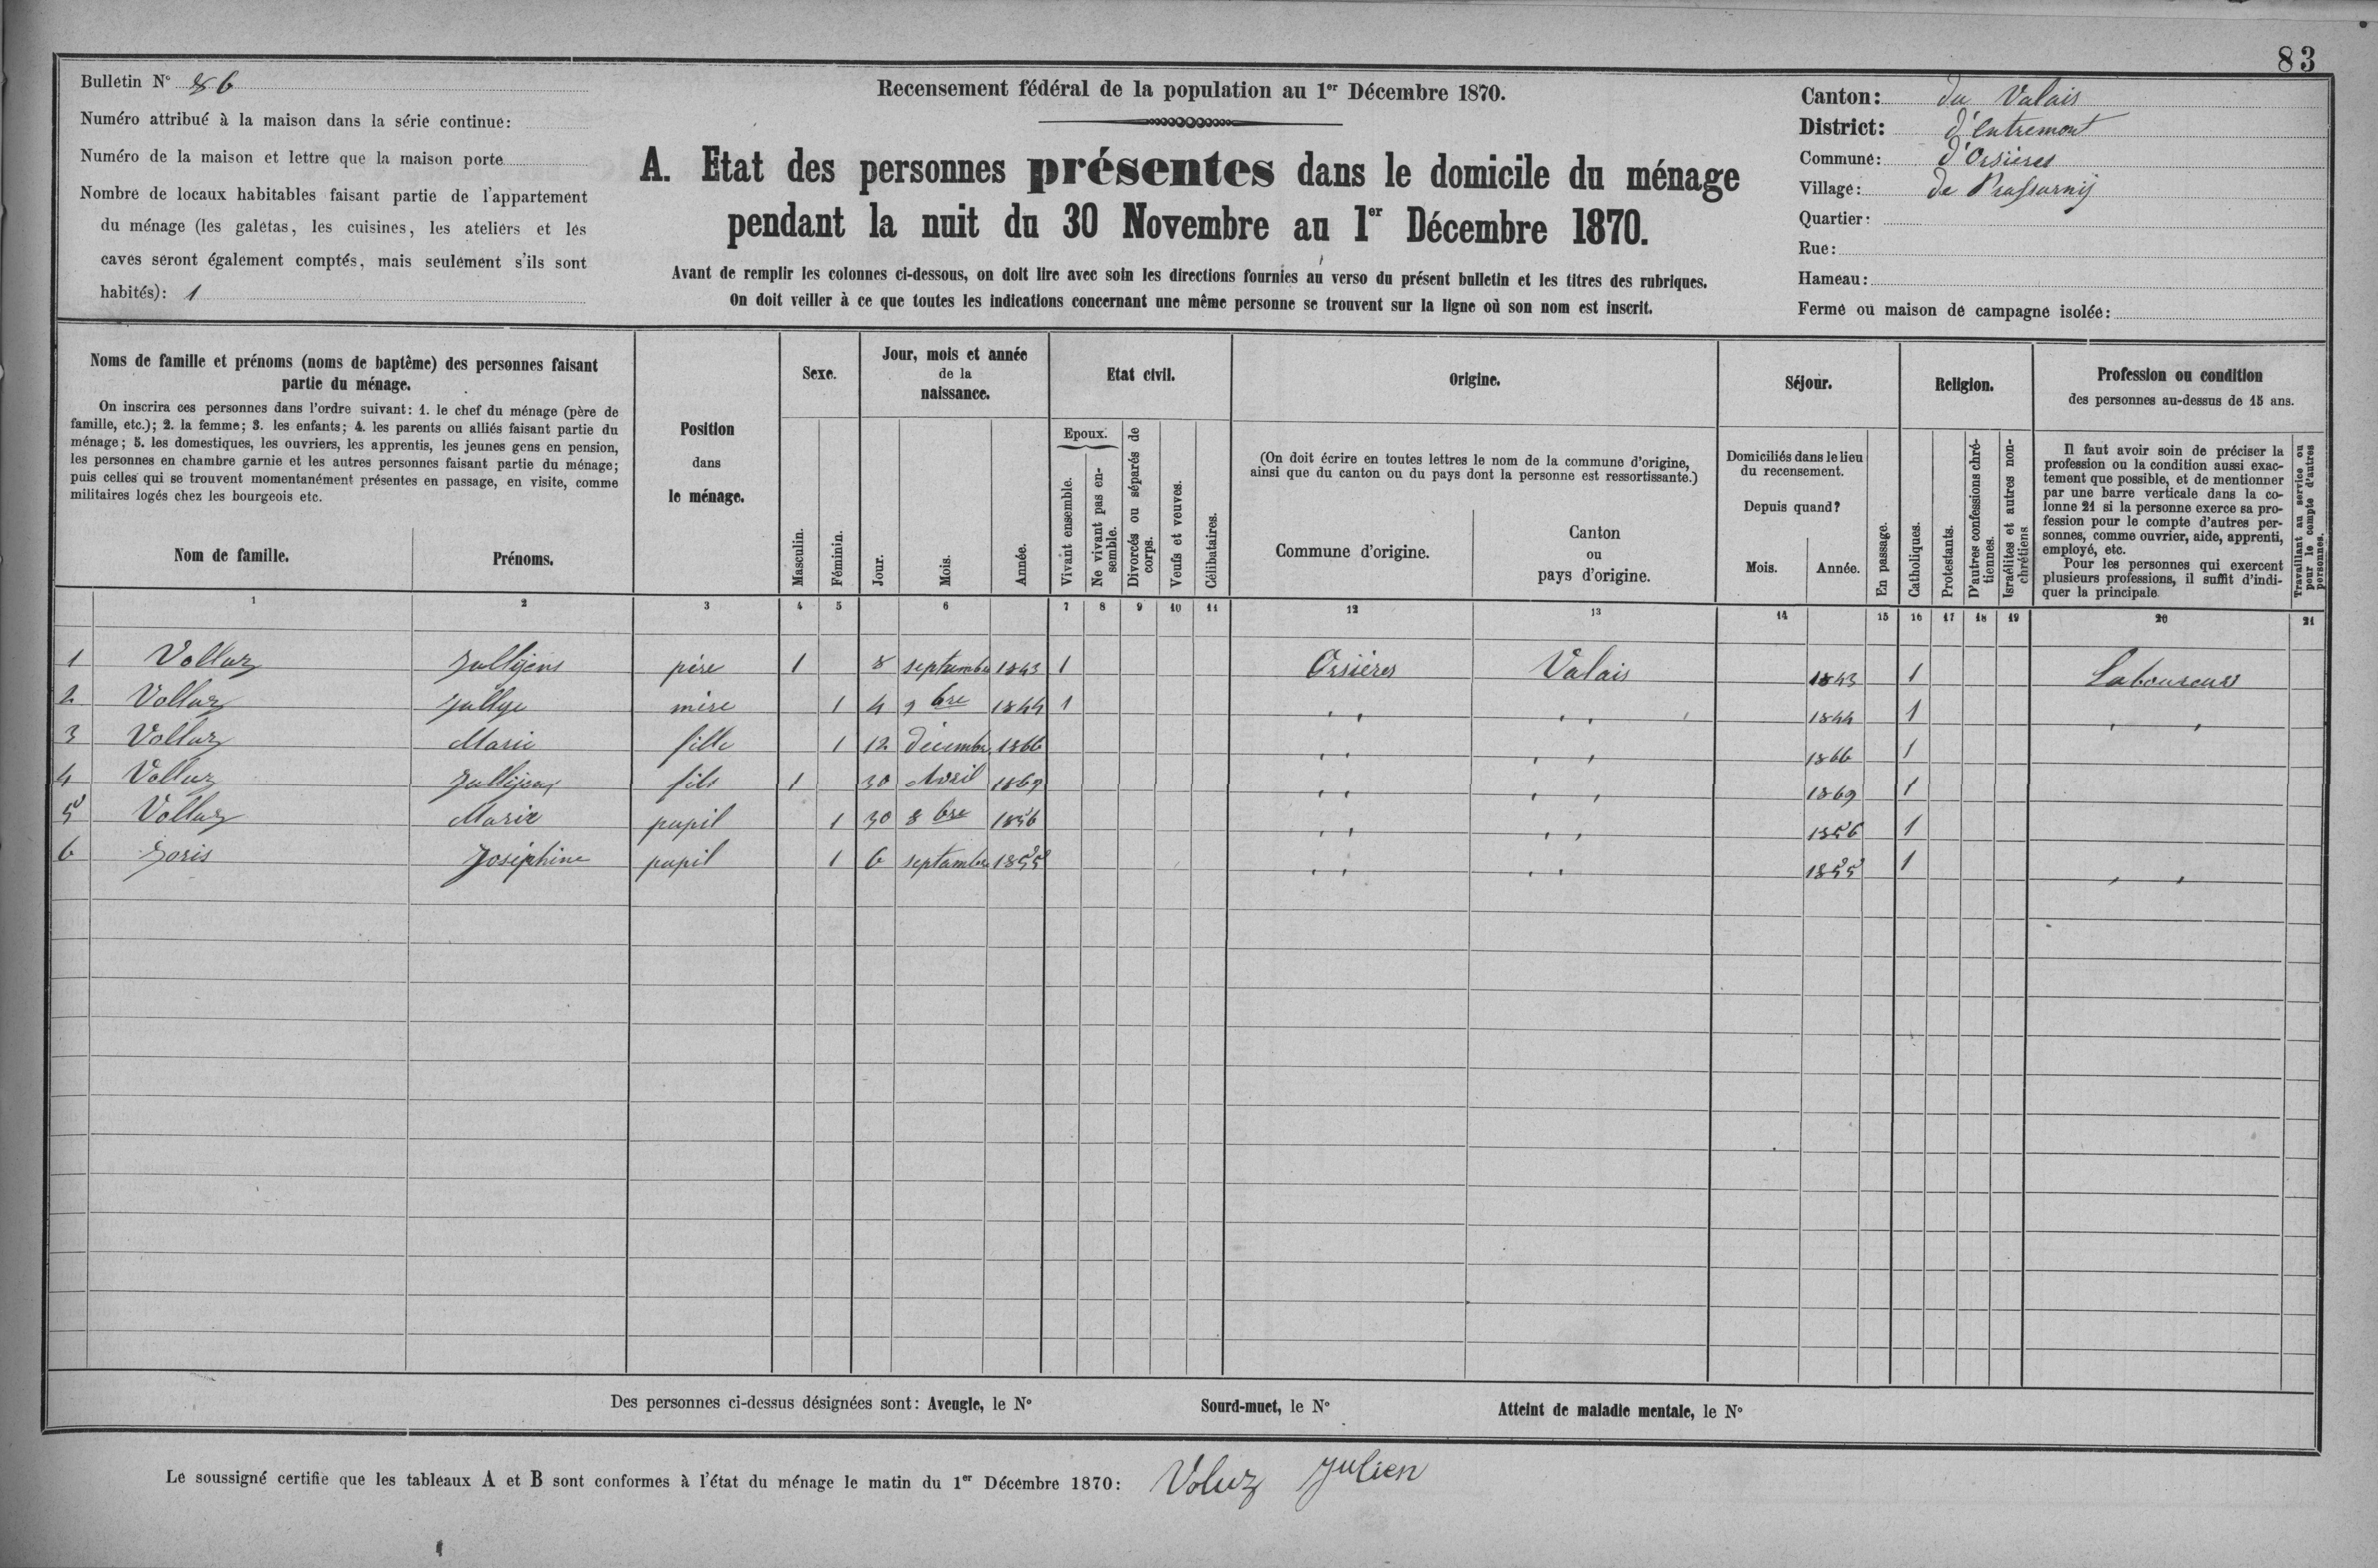 83
Bulletin N° 86
Numéro attribué à la maison dans la série continue:
Numéro de la maison et lettre que la maison porte
Nombre de locaux habitables faisant partie de l'appartement
du ménage (les galetas, les cuisines, les ateliers et les
caves seront également comptés, mais seulement s'ils sont
habités): 1
Recensement fédéral de la population au 1er Décembre 1870.
A. Etat des personnes présentes dans le domicile du ménage
pendant la nuit du 30 Novembre au 1er Décembre 1870.
Avant de remplir les colonnes ci-dessous, on doit lire avec soin les directions fournies au verso du présent bulletin et les titres des rubriques.
On doit veiller à ce que toutes les indications concernant une même personne se trouvent sur la ligne où son nom est inscrit.
Canton: du Valais
District: d'Entremont
Commune: d'Orsières
Village: de
Quartier:
Rue:
Hameau:
Ferme ou maison de campagne isolée:
Noms de famille et prénoms (noms de baptême) des personnes faisant
partie du ménage.
On inscrira ces personnes dans l'ordre suivant: 1. le chef du ménage (père de
famille, etc.); 2. la femme; 3. les enfants; 4. les parents ou alliés faisant partie du
ménage; 5. les domestiques, les ouvriers, les apprentis, les jeunes gens en pension,
les personnes en chambre garnie et les autres personnes faisant partie du ménage;
puis celles qui se trouvent momentanément présentes en passage, en visite, comme
militaires logés chez les bourgeois etc.
Nom de famille.
Prénoms.
Position
dans
le ménage.
Sexe.
Masculin.
Féminin.
Jour, mois et année
de la
naissance.
Jour.
Mois.
Année.
Etat civil.
Epoux.
Vivant ensemble.
Ne vivant pas en-
semble.
Divorcés ou séparés de
corps.
Veufs et veuves.
Célibataires.
Origine.
(On doit écrire en toutes lettres le nom de la commune d'origine,
ainsi que du canton ou du pays dont la personne est ressortissante.)
Commune d'origine.
Canton
ou
pays d'origine.
Séjour.
Domiciliés dans le lieu
du recensement.
Depuis quand?
Mois.
Année.
En passage.
Religion.
Catholiques.
Protestants.
D'autres confessions chré-
tiennes.
Israélites et autres non-
chrétiens.
Profession ou condition
des personnes au-dessus de 15 ans.
Il faut avoir soin de préciser la
profession ou la condition aussi exac-
tement que possible, et de mentionner
par une barre verticale dans la co-
lonne 21 si la personne exerce sa pro-
fession pour le compte d'autres per-
sonnes, comme ouvrier, aide, apprenti,
employé, etc.
Pour les personnes qui exercent
plusieurs professions, il suffit d'indi-
quer la principale.
Travaillant au service ou
pour le compte d'autres
personnes.
1 2 3 4 5 6 7 8 9 10 11 12 13 14 15 16 17 18 19 20 21
1 Volluz père 1 8 septembre 1843 1 Orsières Valais 1843 1 Laboureurs
2 Volluz Jullye mère 1 4 9bre 1844 1 " " 1844 1 " "
3 Volluz Marie fille 1 12 décembre 1866 " " 1866 1
4 Volluz fils 1 30 Avril 1869 " " 1869 1
5 Volluz Marie pupil 1 30 8bre 1856 " " 1856 1
6 Joris Joséphine pupil 1 6 septembre 1855 " " 1855 1 " "
Des personnes ci-dessus désignées sont: Aveugle, le N° Sourd-muet, le N° Atteint de maladie mentale, le N°
Le soussigné certifie que les tableaux A et B sont conformes à l'état du ménage le matin du 1er Décembre 1870: Voluz Julien